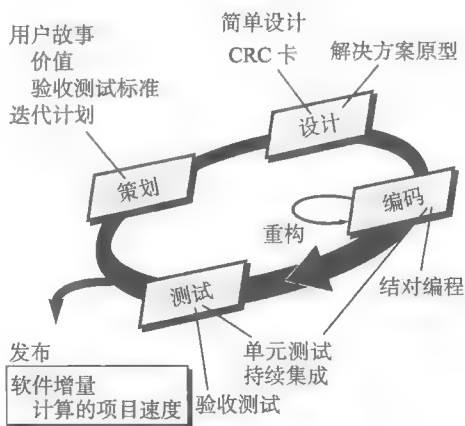 用户故事
价值
验收测试标准
迭代计划
简单设计
CRC 卡
解决方案原型
设计
策划
编码
重构
测试
结对编程
单元测试
持续集成
验收测试
发布
软件增量
计算的项目速度